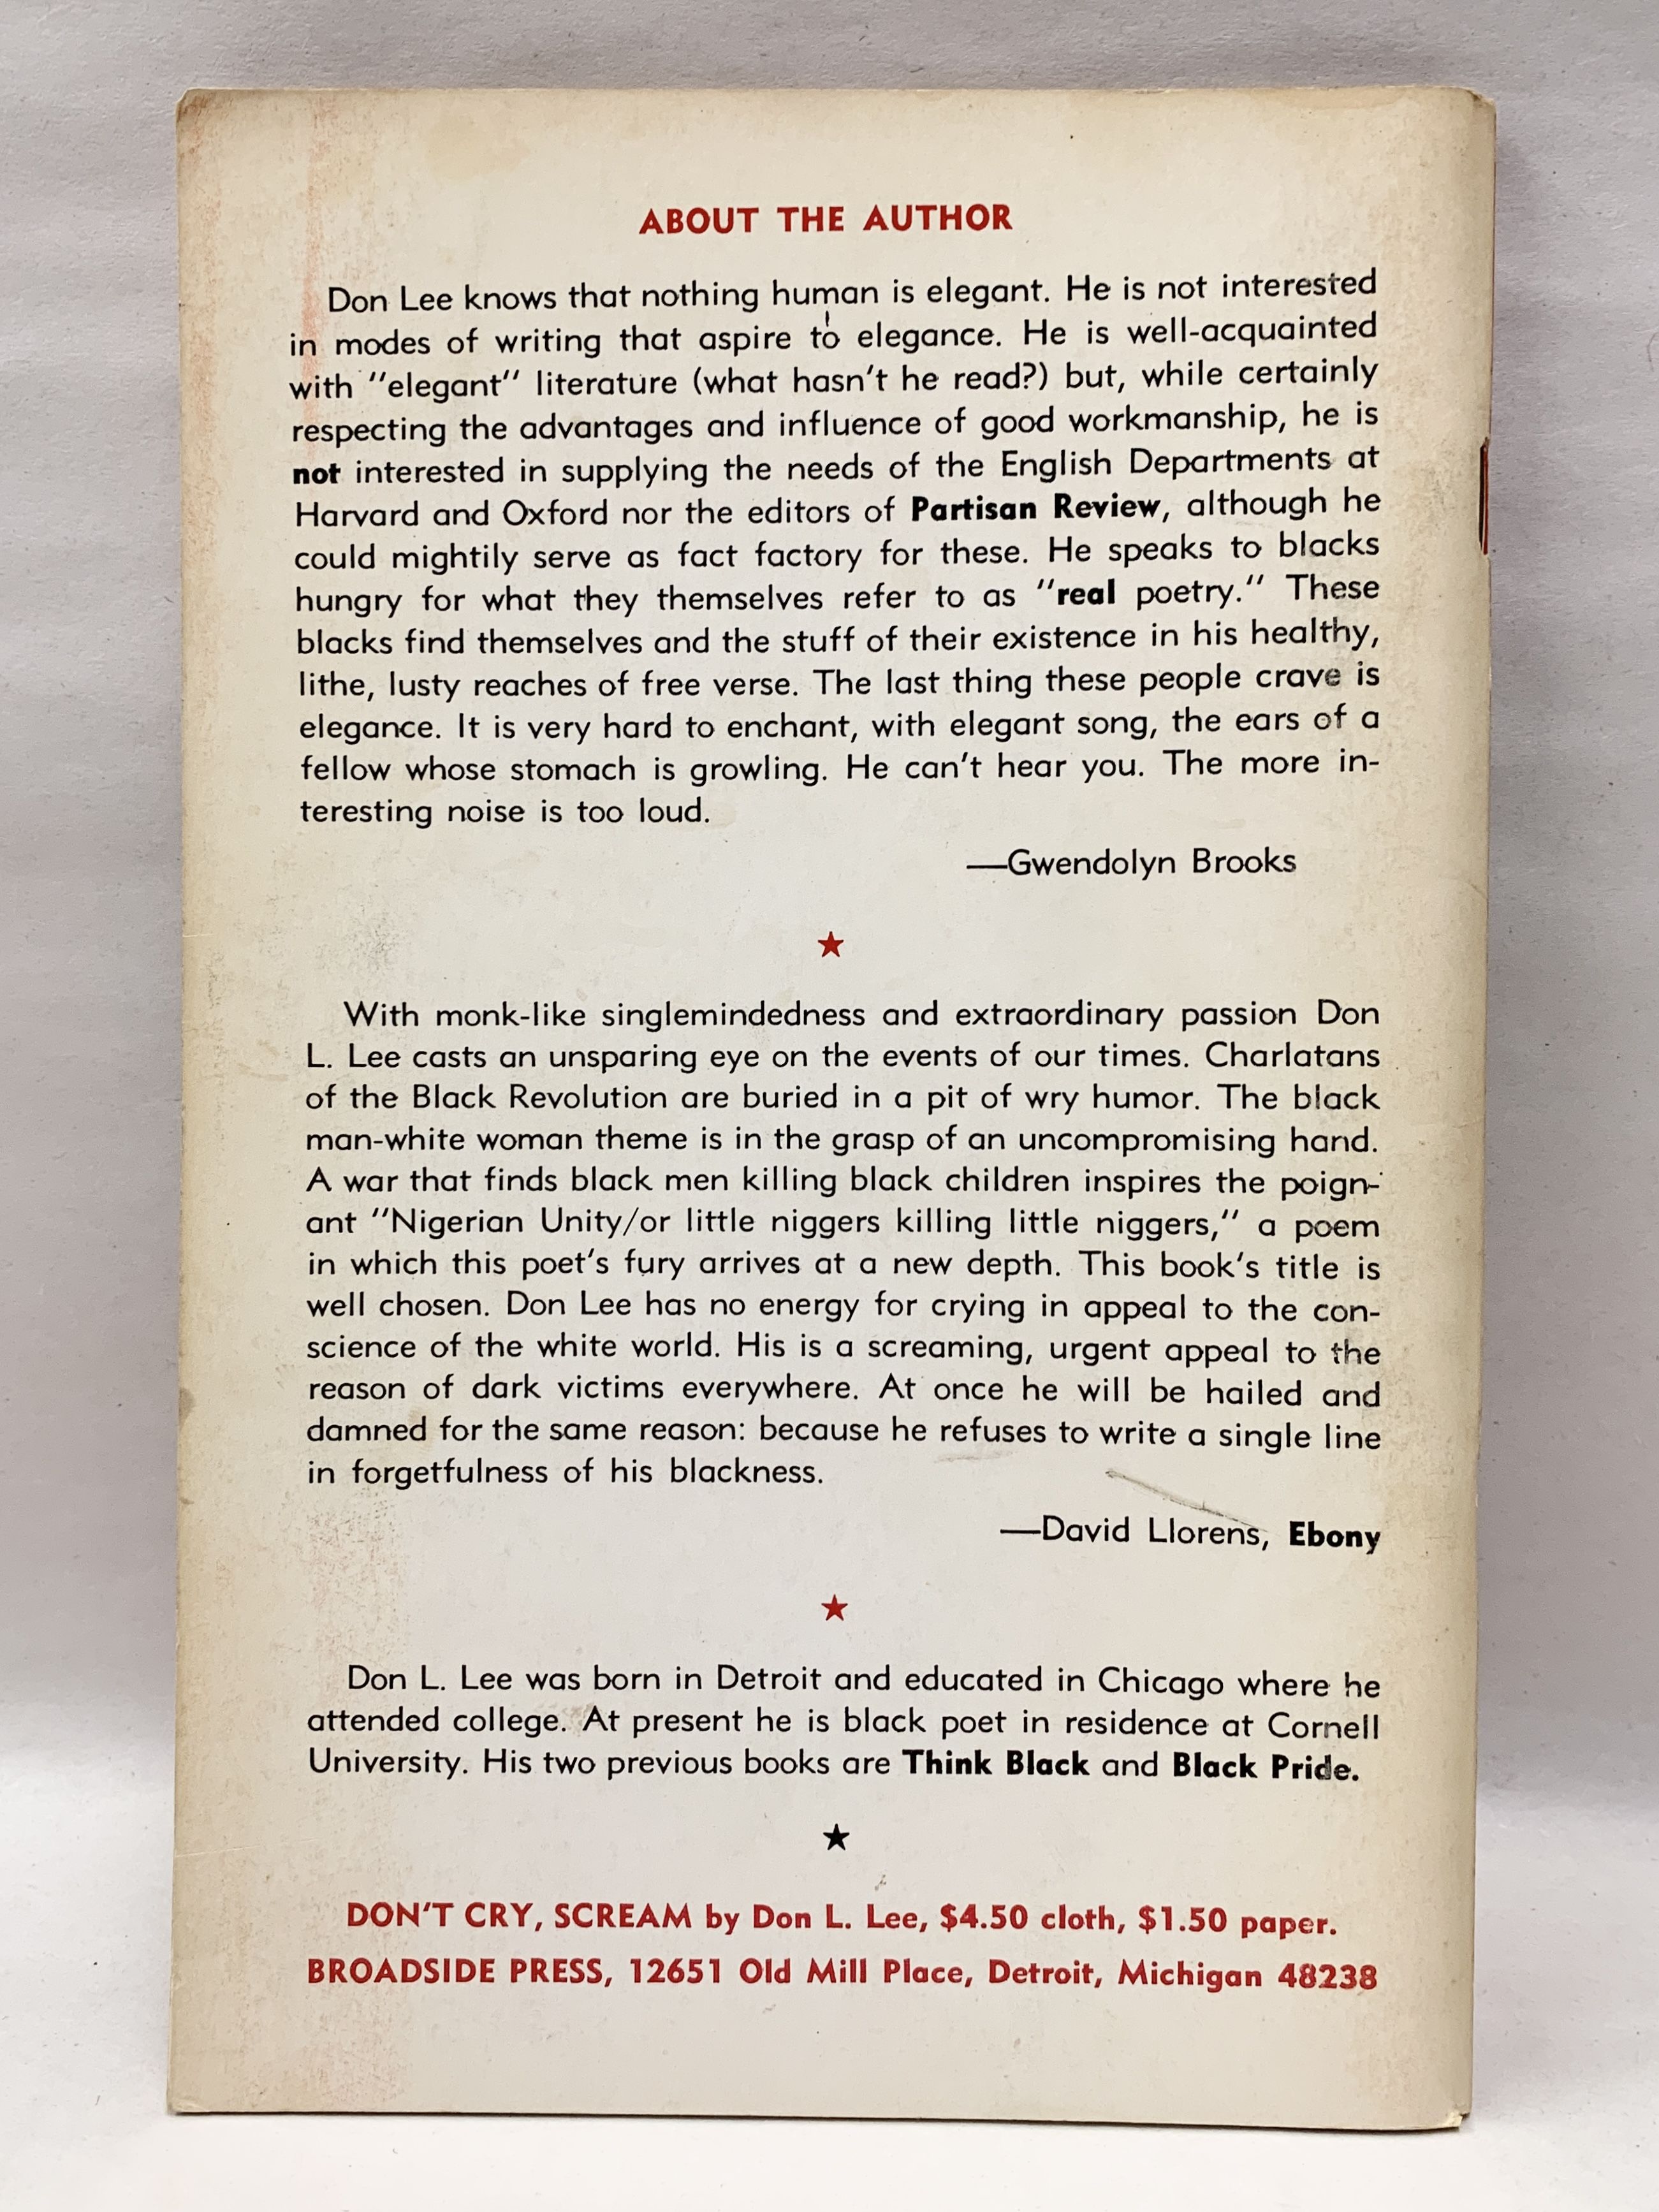 ABOUT THE AUTHOR
Don Lee knows that nothing human is elegant. He is not interested
in modes of writing that aspire to elegance. He is well-acquainted
with "elegant" literature (what hasn't he read?) but, while certainly
respecting the advantages and influence of good workmanship, he is
not interested in supplying the needs of the English Departments at
Harvard and Oxford nor the editors of Partisan Review, although he
could mightily serve as fact factory for these. He speaks to blacks
hungry for what they themselves refer to as "real poetry." These
blacks find themselves and the stuff of their existence in his healthy,
lithe, lusty reaches of free verse. The last thing these people crave is
elegance. It is very hard to enchant, with elegant song, the ears of a
fellow whose stomach is growling. He can't hear you. The more in-
teresting noise is too loud.
—Gwendolyn Brooks
★
With monk-like singlemindedness and extraordinary passion Don
L. Lee casts an unsparing eye on the events of our times. Charlatans
of the Black Revolution are buried in a pit of wry humor. The black
man-white woman theme is in the grasp of an uncompromising hand.
A war that finds black men killing black children inspires the poign-
ant "Nigerian Unity/or little niggers killing little niggers," a poem
in which this poet's fury arrives at a new depth. This book's title is
well chosen. Don Lee has no energy for crying in appeal to the con-
science of the white world. His is a screaming, urgent appeal to the
reason of dark victims everywhere. At once he will be hailed and
damned for the same reason: because he refuses to write a single line
in forgetfulness of his blackness.
—David Llorens, Ebony
★
Don L. Lee was born in Detroit and educated in Chicago where he
attended college. At present he is black poet in residence at Cornell
University. His two previous books are Think Black and Black Pride.
★
DON'T CRY, SCREAM by Don L. Lee, $4.50 cloth, $1.50 paper.
BROADSIDE PRESS, 12651 Old Mill Place, Detroit, Michigan 48238